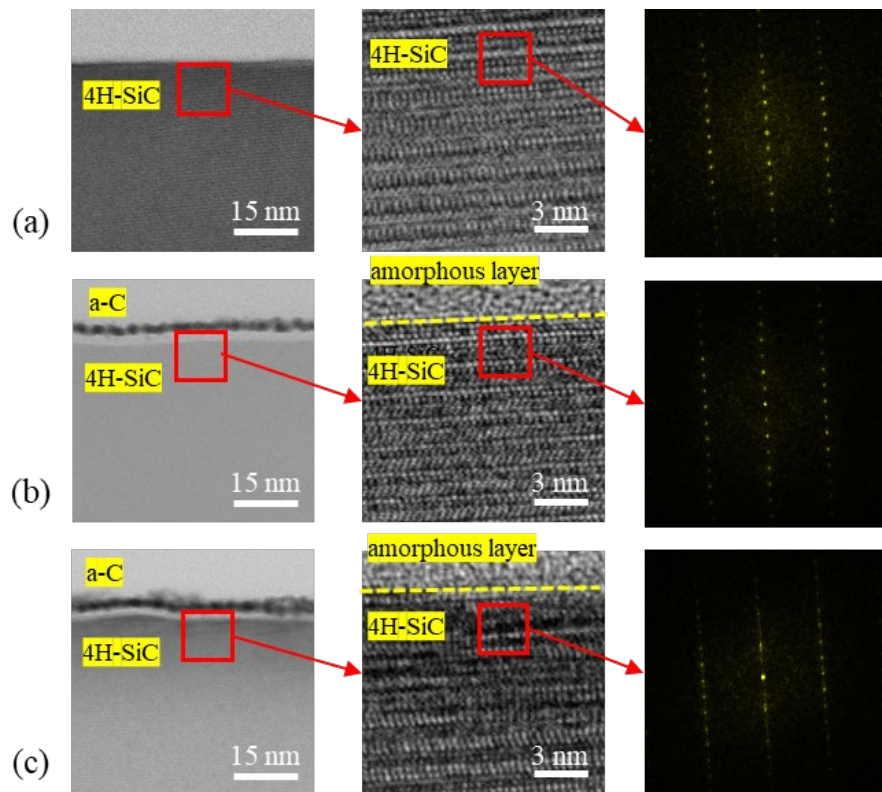 4H-SiC
15 nm
4H-SiC
3 nm
(a)
a-C
4H-SiC
15 nm
amorphous layer
4H-SiC
3 nm
(b)
a-C
4H-SiC
15 nm
amorphous layer
4H-SiC
3 nm
(c)